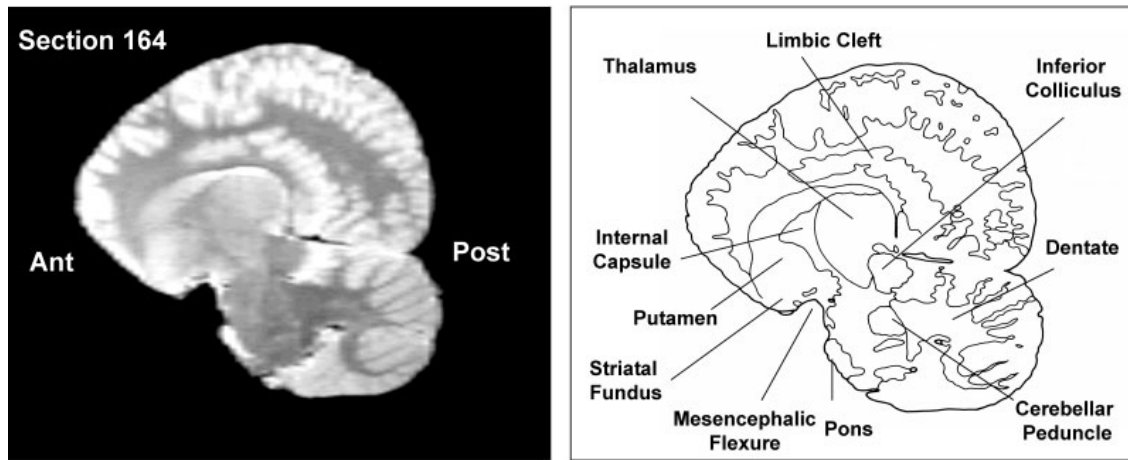 Section 164
Ant
Post
Limbic Cleft
Thalamus
Inferior
Colliculus
Internal
Capsule
Dentate
Putamen
Striatal
Fundus
Mesencephalic
Flexure
Pons
Cerebellar
Peduncle